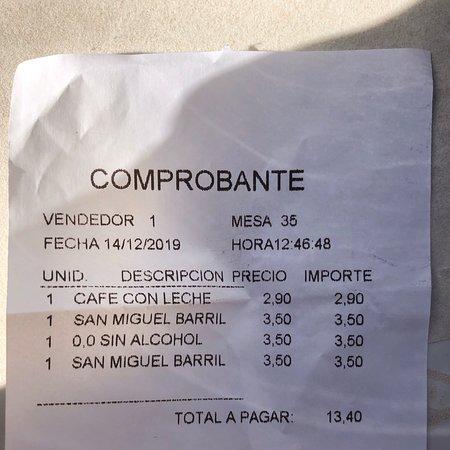 COMPROBANTE
VENDEDOR 1 MESA 35
FECHA 14/12/2019 HORA12:46:48
UNID. DESCRIPCION PRECIO IMPORTE
1 CAFE CON LECHE 2,90 2,90
1 SAN MIGUEL BARRIL 3,50 3,50
1 0,0 SIN ALCOHOL 3,50 3,50
1 SAN MIGUEL BARRIL 3,50 3,50
TOTAL A PAGAR: 13,40